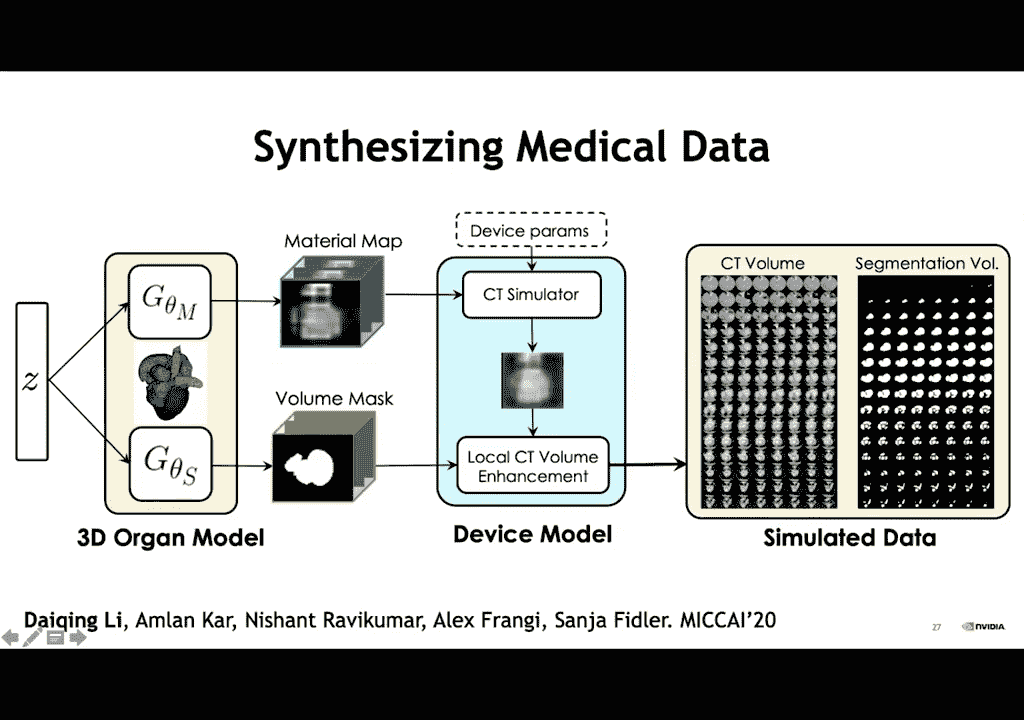 Synthesizing Medical Data
Material Map
Device params
CT Volume
Segmentation Vol.
G_{θ_M}
CT Simulator
z
Volume Mask
G_{θ_S}
Local CT Volume
Enhancement
3D Organ Model
Device Model
Simulated Data
Daiqing Li, Amlan Kar, Nishant Ravikumar, Alex Frangi, Sanja Fidler. MICCAI'20
27
NVIDIA